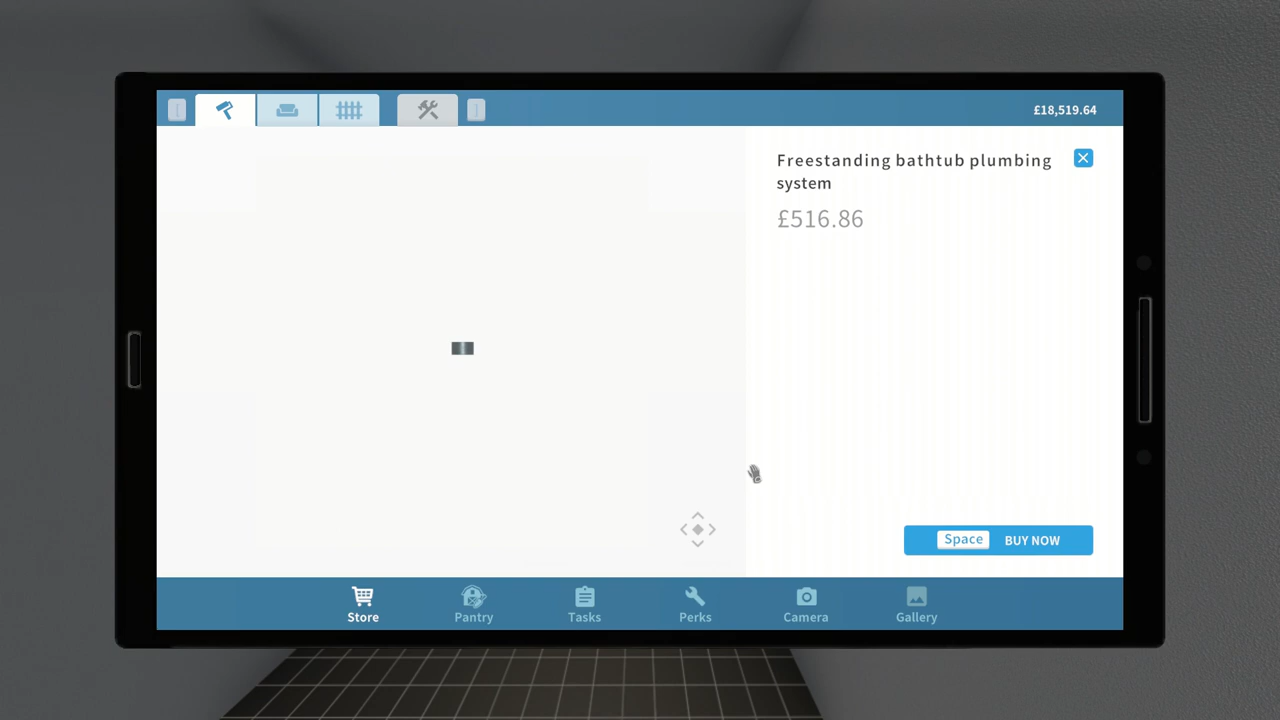 £18,519.64
Freestanding bathtub plumbing
system
£516.86
Space BUY NOW
Store
Pantry
Tasks
Perks
Camera
Gallery